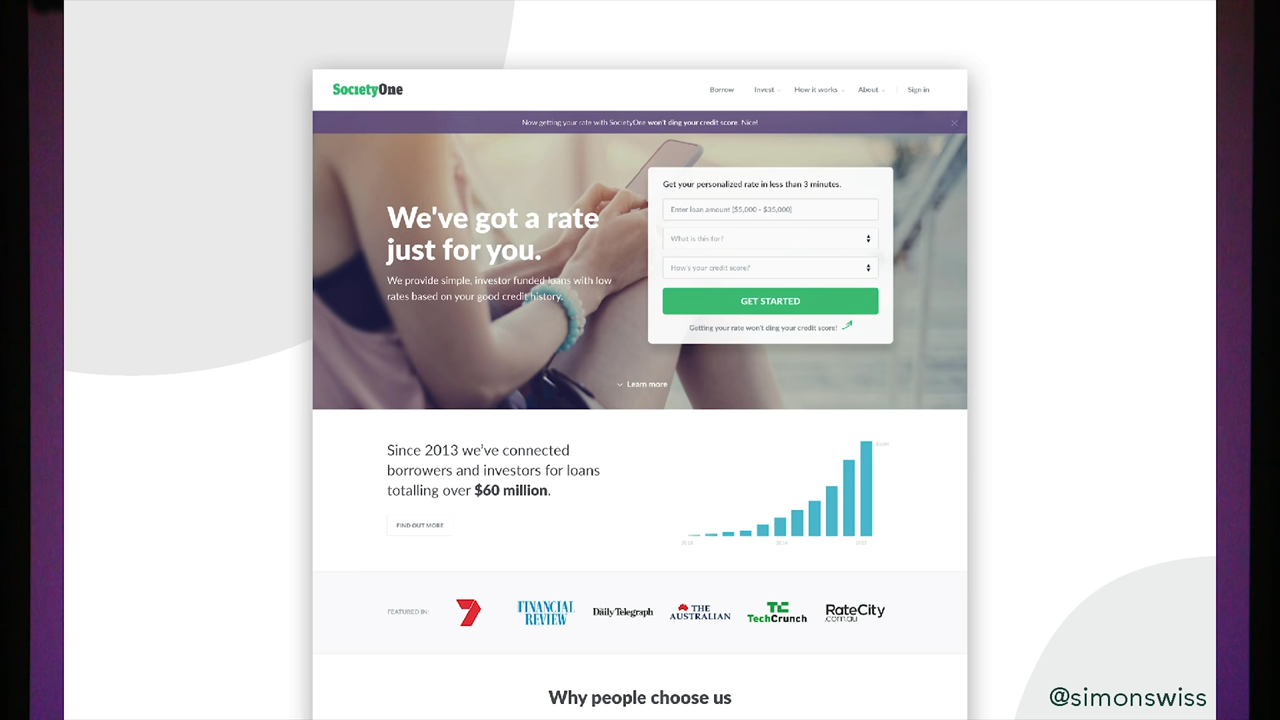 SocietyOne
Borrow Invest How it works About Sign in
Now getting your rate with SocietyOne won't ding your credit score. Nice!
We've got a rate
just for you.
We provide simple, investor funded loans with low
rates based on your good credit history.
Get your personalized rate in less than 3 minutes.
Enter loan amount [$5,000 - $35,000]
What is this for?
How's your credit score?
GET STARTED
Getting your rate won't ding your credit score!
Learn more
Since 2013 we've connected
borrowers and investors for loans
totalling over $60 million.
FIND OUT MORE
2013 2014
FEATURED IN:
7
FINANCIAL
REVIEW
Daily Telegraph
THE
AUSTRALIAN
TC
TechCrunch
RateCity
.com.au
Why people choose us
@simonswiss